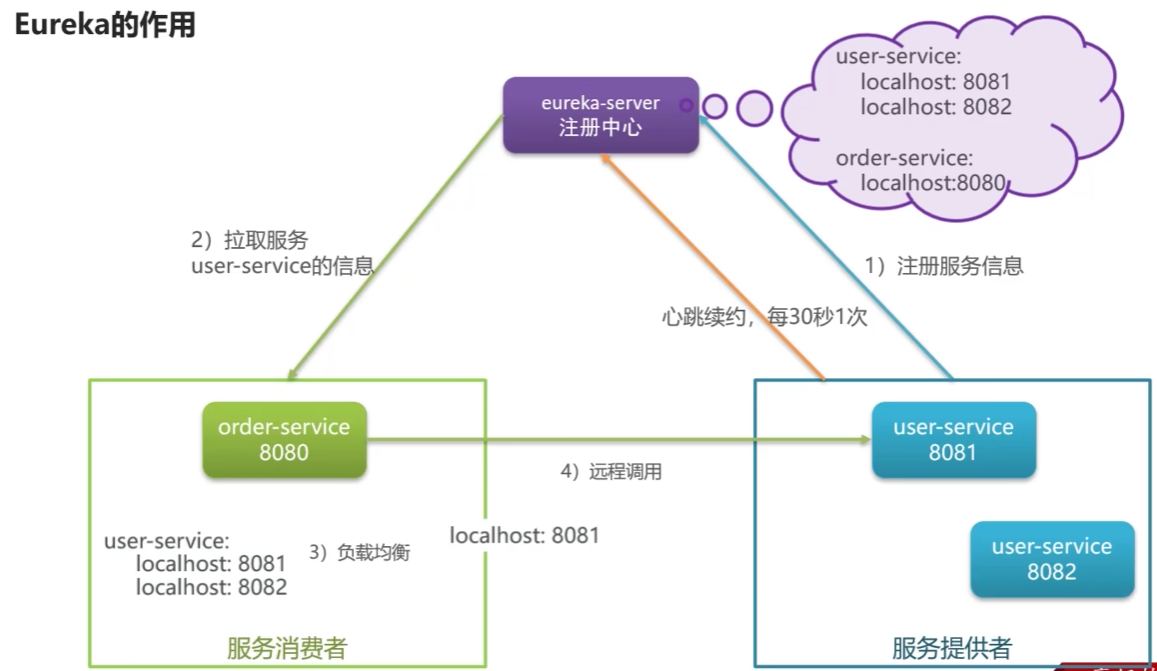 Eureka的作用
eureka-server
注册中心
user-service:
localhost: 8081
localhost: 8082
order-service:
localhost:8080
2）拉取服务
user-service的信息
1）注册服务信息
心跳续约，每30秒1次
order-service
8080
user-service
8081
4）远程调用
user-service:
localhost: 8081
localhost: 8082
3）负载均衡
localhost: 8081
user-service
8082
服务消费者
服务提供者